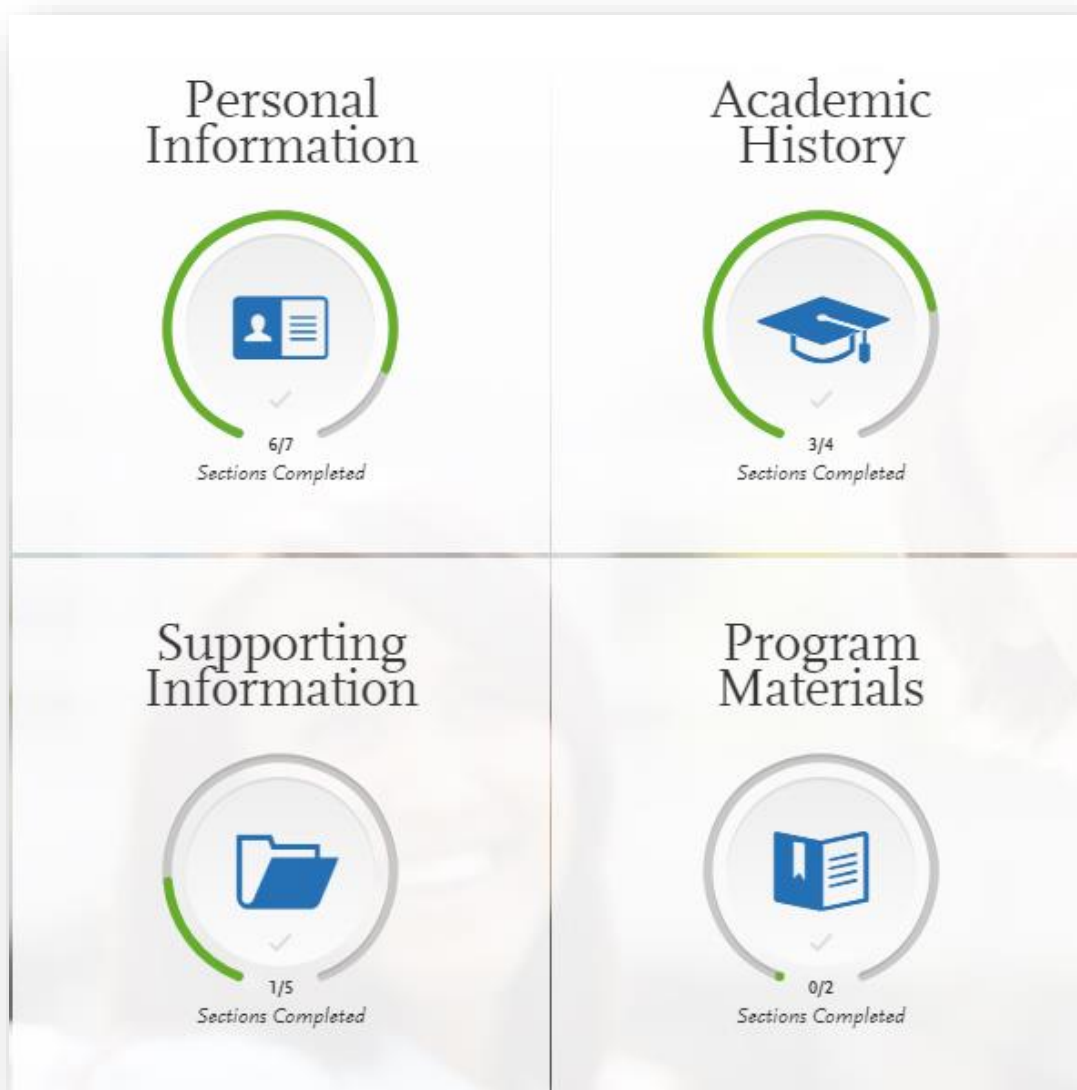 Personal
Information
6/7
Sections Completed
Academic
History
3/4
Sections Completed
Supporting
Information
1/5
Sections Completed
Program
Materials
0/2
Sections Completed